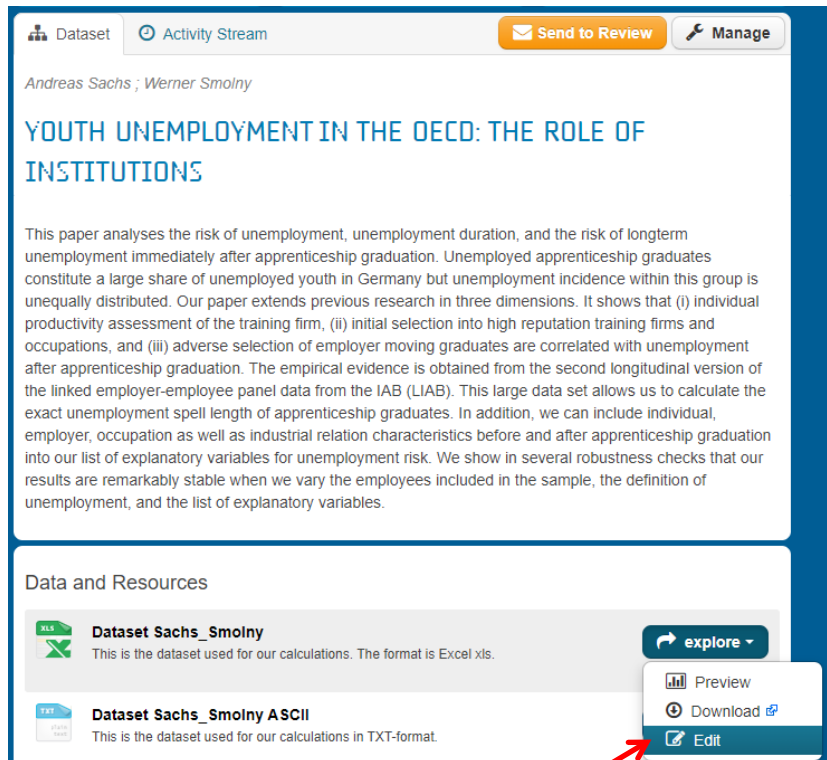 Dataset Activity Stream Send to Review Manage
Andreas Sachs ; Werner Smolny
YOUTH UNEMPLOYMENT IN THE OECD: THE ROLE OF
INSTITUTIONS
This paper analyses the risk of unemployment, unemployment duration, and the risk of longterm
unemployment immediately after apprenticeship graduation. Unemployed apprenticeship graduates
constitute a large share of unemployed youth in Germany but unemployment incidence within this group is
unequally distributed. Our paper extends previous research in three dimensions. It shows that (i) individual
productivity assessment of the training firm, (ii) initial selection into high reputation training firms and
occupations, and (iii) adverse selection of employer moving graduates are correlated with unemployment
after apprenticeship graduation. The empirical evidence is obtained from the second longitudinal version of
the linked employer-employee panel data from the IAB (LIAB). This large data set allows us to calculate the
exact unemployment spell length of apprenticeship graduates. In addition, we can include individual,
employer, occupation as well as industrial relation characteristics before and after apprenticeship graduation
into our list of explanatory variables for unemployment risk. We show in several robustness checks that our
results are remarkably stable when we vary the employees included in the sample, the definition of
unemployment, and the list of explanatory variables.
Data and Resources
XLS
Dataset Sachs_Smolny
This is the dataset used for our calculations. The format is Excel xls.
explore
Preview
Download
Edit
TXT
Dataset Sachs_Smolny ASCII
This is the dataset used for our calculations in TXT-format.